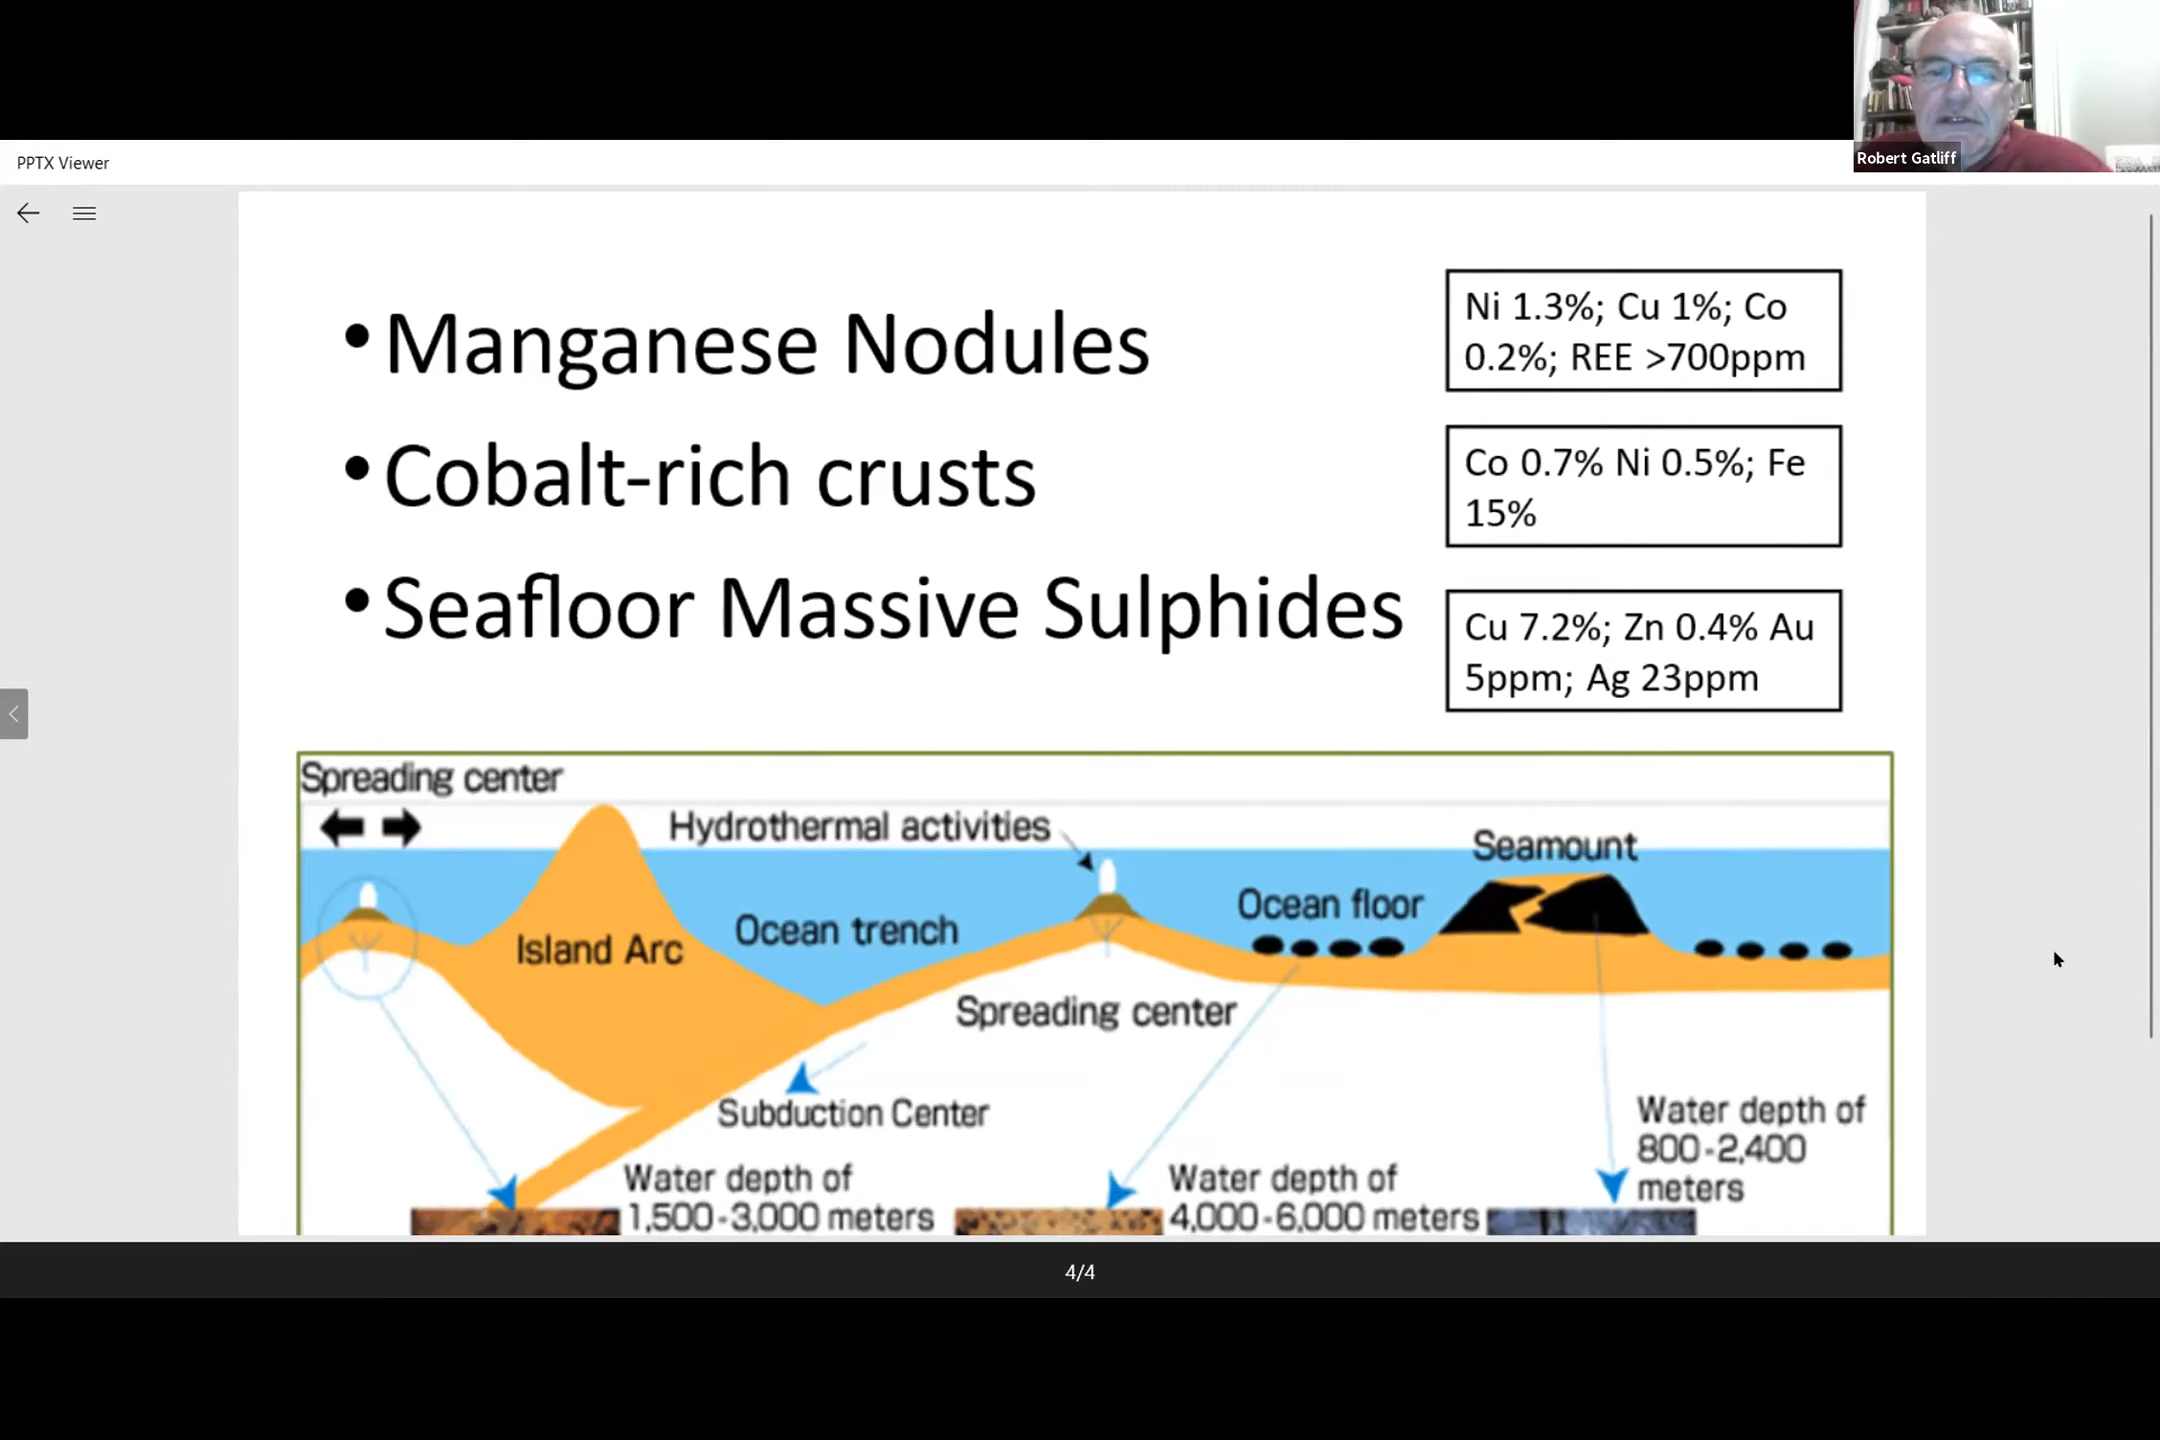 Robert Gatliff
PPTX Viewer
• Manganese Nodules
Ni 1.3%; Cu 1%; Co
0.2%; REE >700ppm
• Cobalt-rich crusts
Co 0.7% Ni 0.5%; Fe
15%
• Seafloor Massive Sulphides
Cu 7.2%; Zn 0.4% Au
5ppm; Ag 23ppm
Spreading center
Hydrothermal activities
Seamount
Ocean floor
Ocean trench
Island Arc
Spreading center
Subduction Center
Water depth of
1,500-3,000 meters
Water depth of
4,000-6,000 meters
Water depth of
800-2,400
meters
4/4